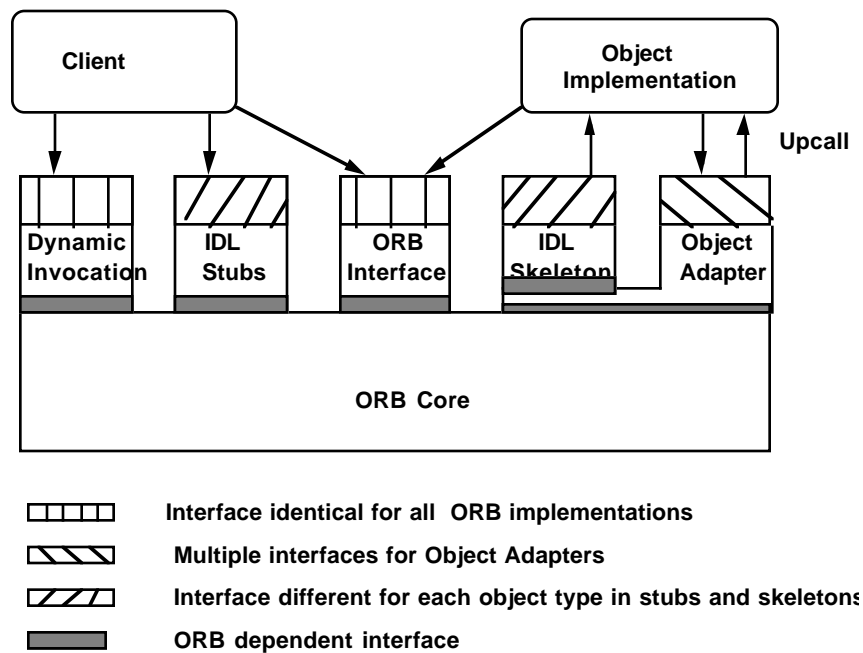 Client
Object
Implementation
Upcall
Dynamic
Invocation
IDL
Stubs
ORB
Interface
IDL
Skeleton
Object
Adapter
ORB Core
Interface identical for all ORB implementations
Multiple interfaces for Object Adapters
Interface different for each object type in stubs and skeletons
ORB dependent interface